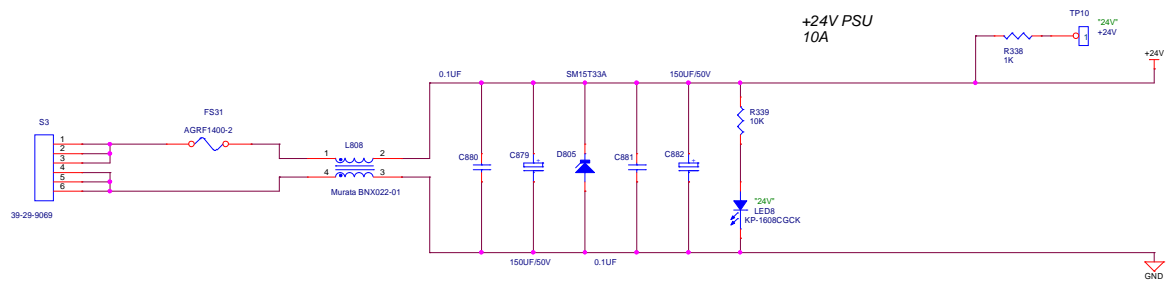 +24V PSU
10A
TP10
"24V"
+24V
1
R338
1K
+24V
0.1UF
SM15T33A
150UF/50V
FS31
AGRF1400-2
S3
1
2
3
4
5
6
39-29-9069
L808
1
2
4
3
Murata BNX022-01
C880
C879
D805
C881
C882
R339
10K
"24V"
LED8
KP-1608CGCK
150UF/50V
0.1UF
GND